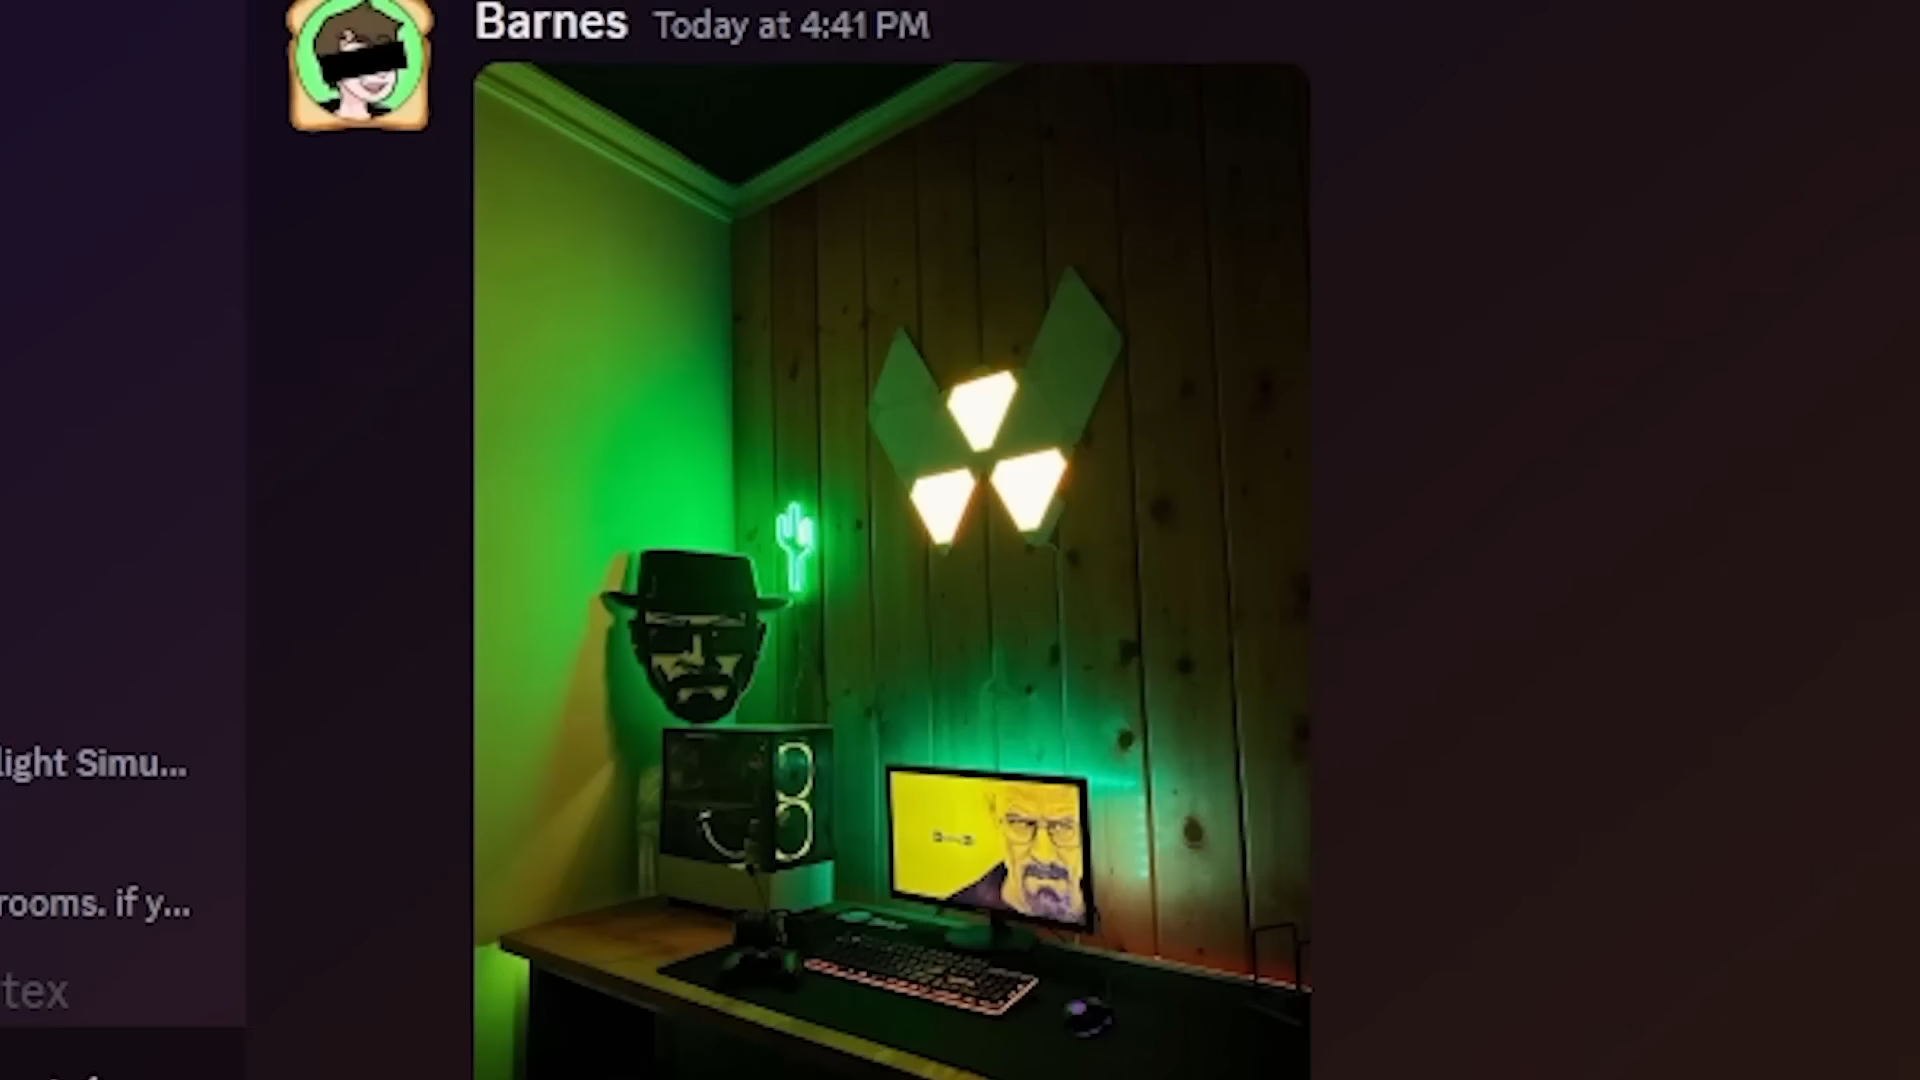 Barnes Today at 4:41 PM
light Simu...
rooms. if y...
tex